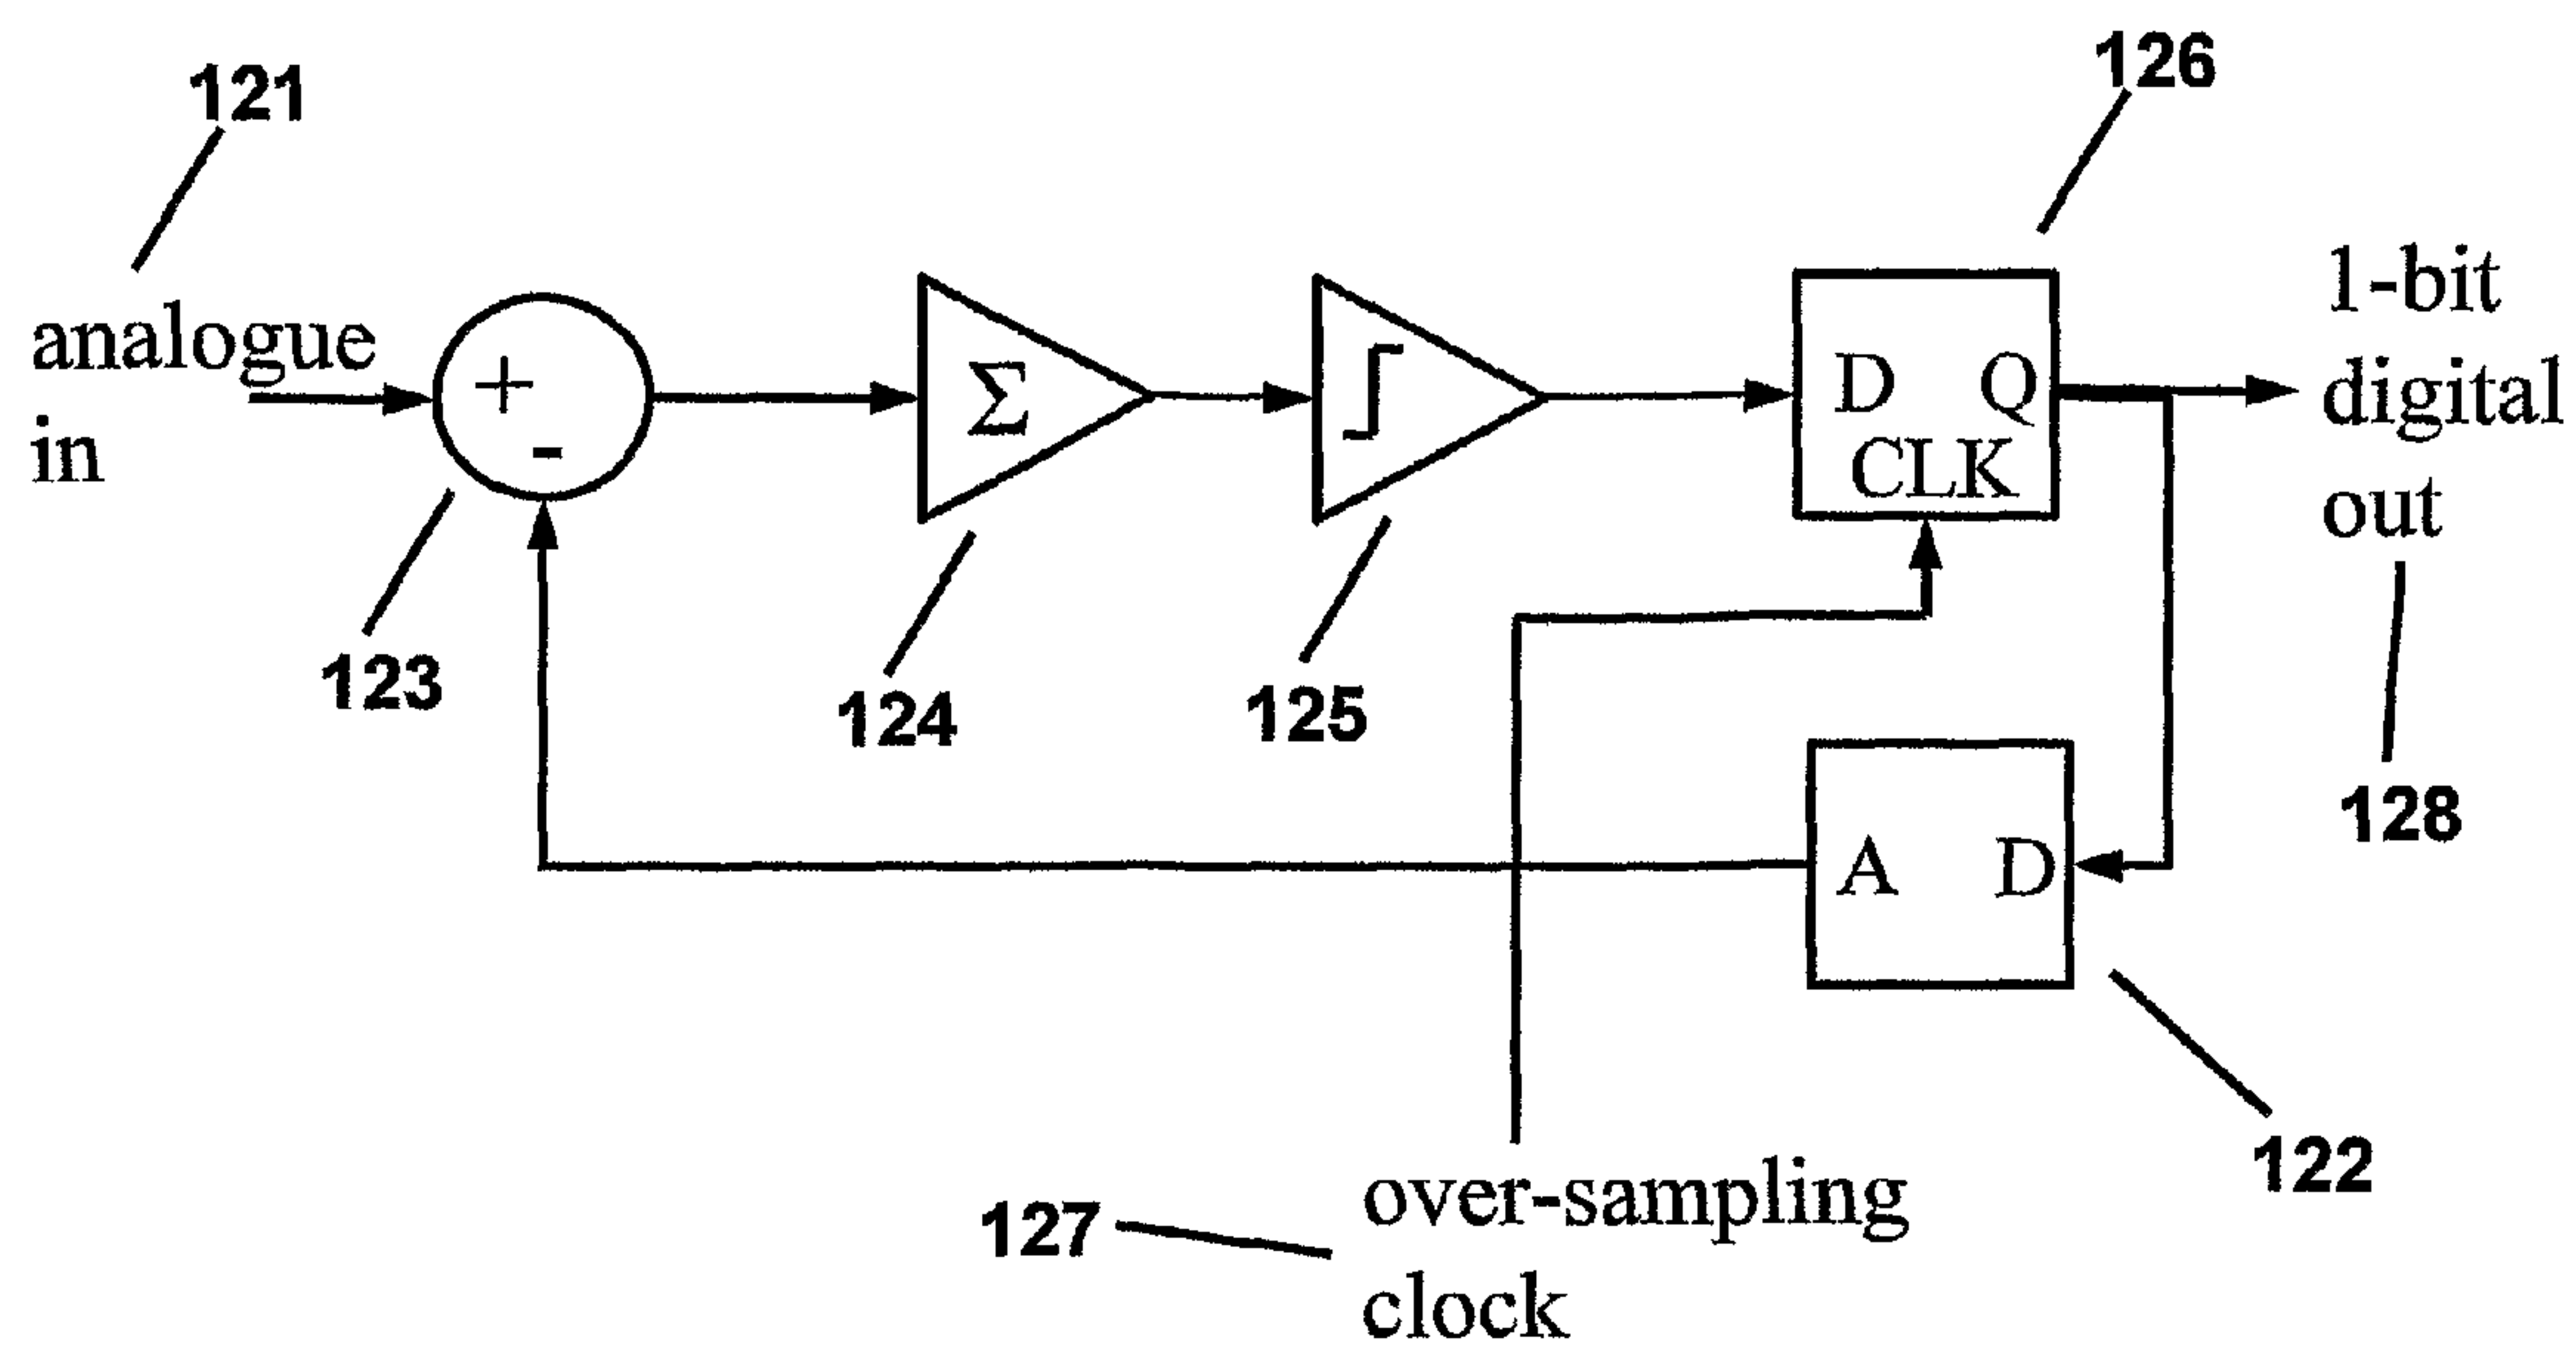 121
126
analogue
in
+
-
Σ
D Q
CLK
1-bit
digital
out
123
124
125
128
A D
122
127
over-sampling
clock